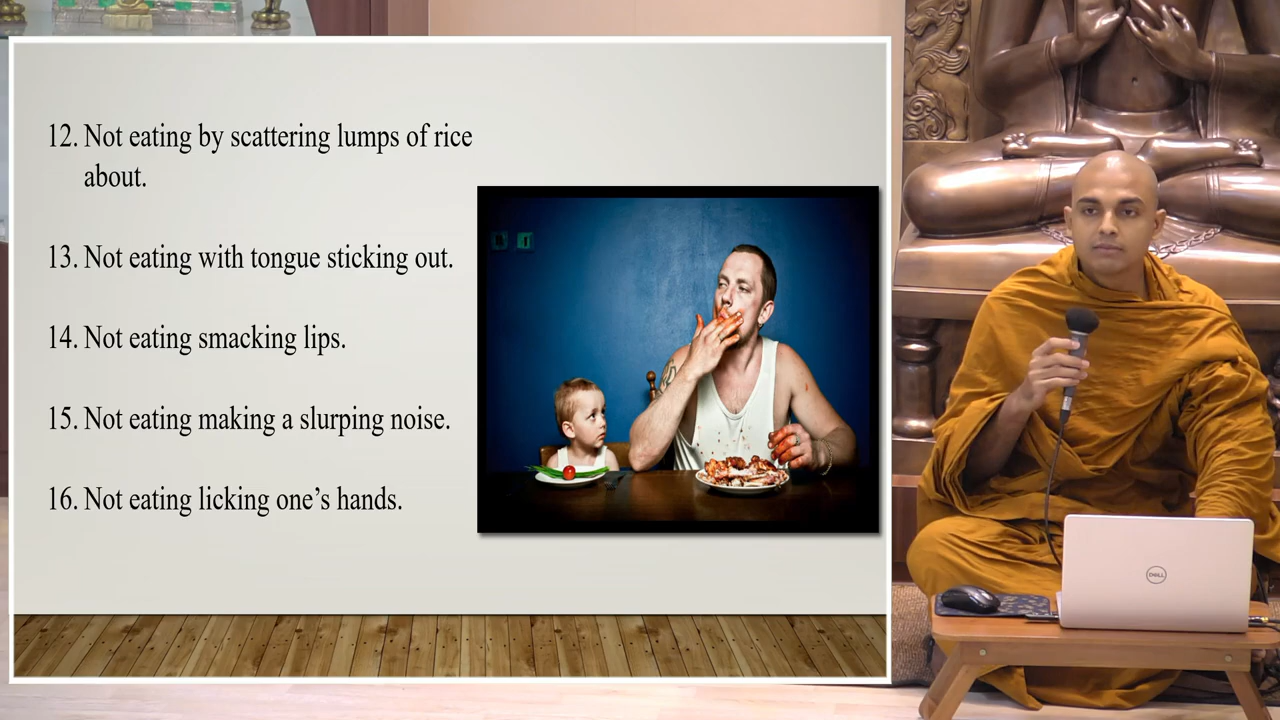 12. Not eating by scattering lumps of rice
about.
13. Not eating with tongue sticking out.
14. Not eating smacking lips.
15. Not eating making a slurping noise.
16. Not eating licking one’s hands.
DELL